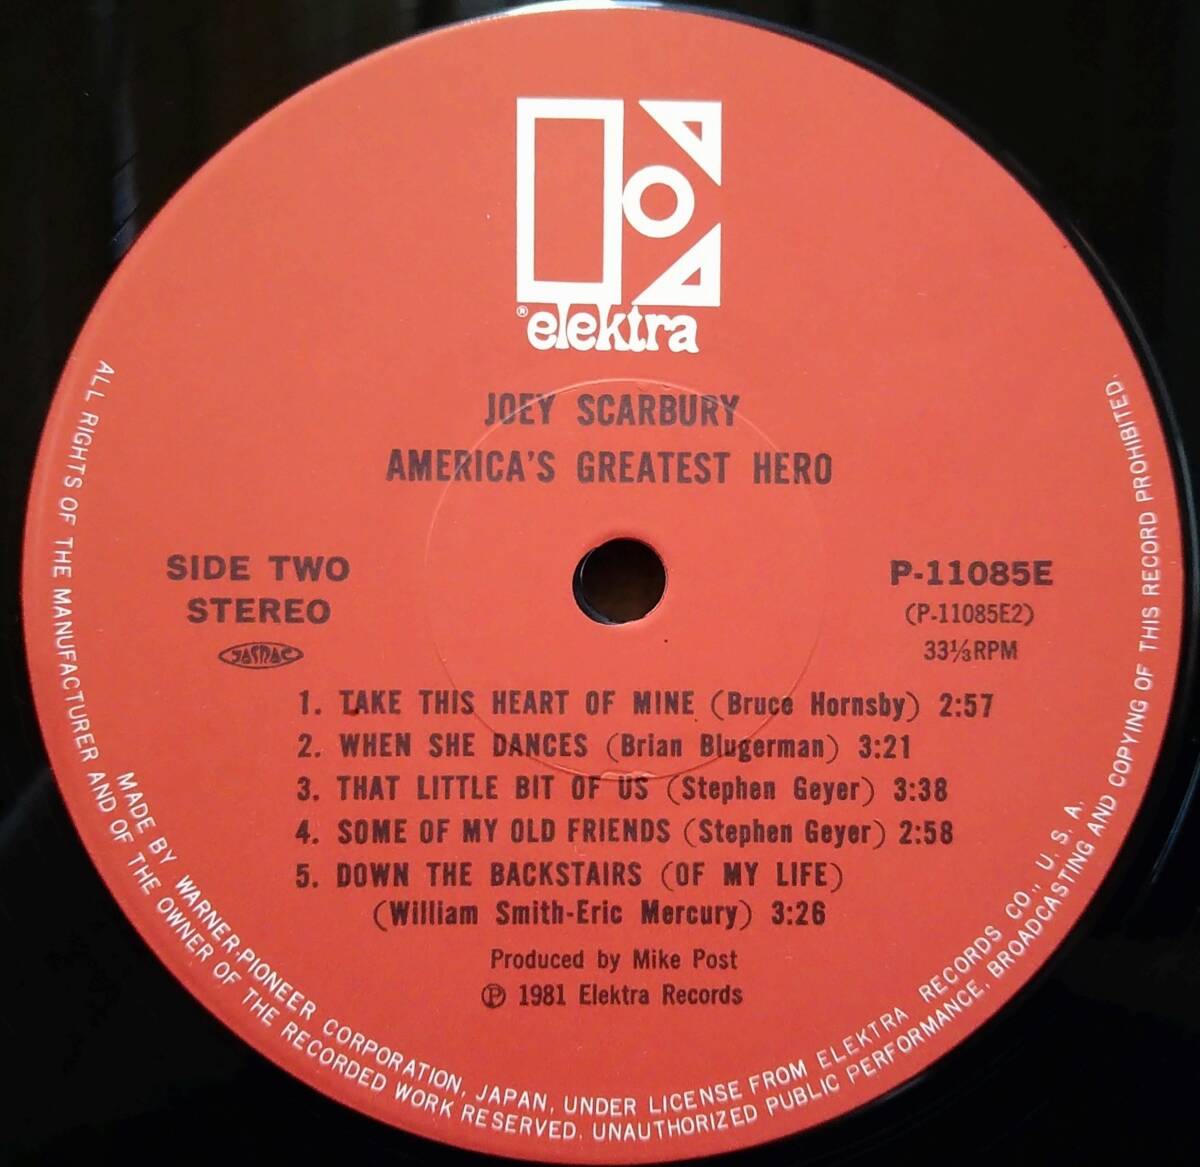 ®elektra
JOEY SCARBURY
AMERICA'S GREATEST HERO
SIDE TWO
STEREO
JASRAC
P-11085E
(P-11085E2)
33⅓RPM
1. TAKE THIS HEART OF MINE (Bruce Hornsby) 2:57
2. WHEN SHE DANCES (Brian Blugerman) 3:21
3. THAT LITTLE BIT OF US (Stephen Geyer) 3:38
4. SOME OF MY OLD FRIENDS (Stephen Geyer) 2:58
5. DOWN THE BACKSTAIRS (OF MY LIFE)
(William Smith-Eric Mercury) 3:26
Produced by Mike Post
Ⓟ 1981 Elektra Records
MADE BY WARNER-PIONEER CORPORATION, JAPAN, UNDER LICENSE FROM ELEKTRA RECORDS CO., U. S. A.
ALL RIGHTS OF THE MANUFACTURER AND OF THE OWNER OF THE RECORDED WORK RESERVED. UNAUTHORIZED PUBLIC PERFORMANCE, BROADCASTING AND COPYING OF THIS RECORD PROHIBITED.